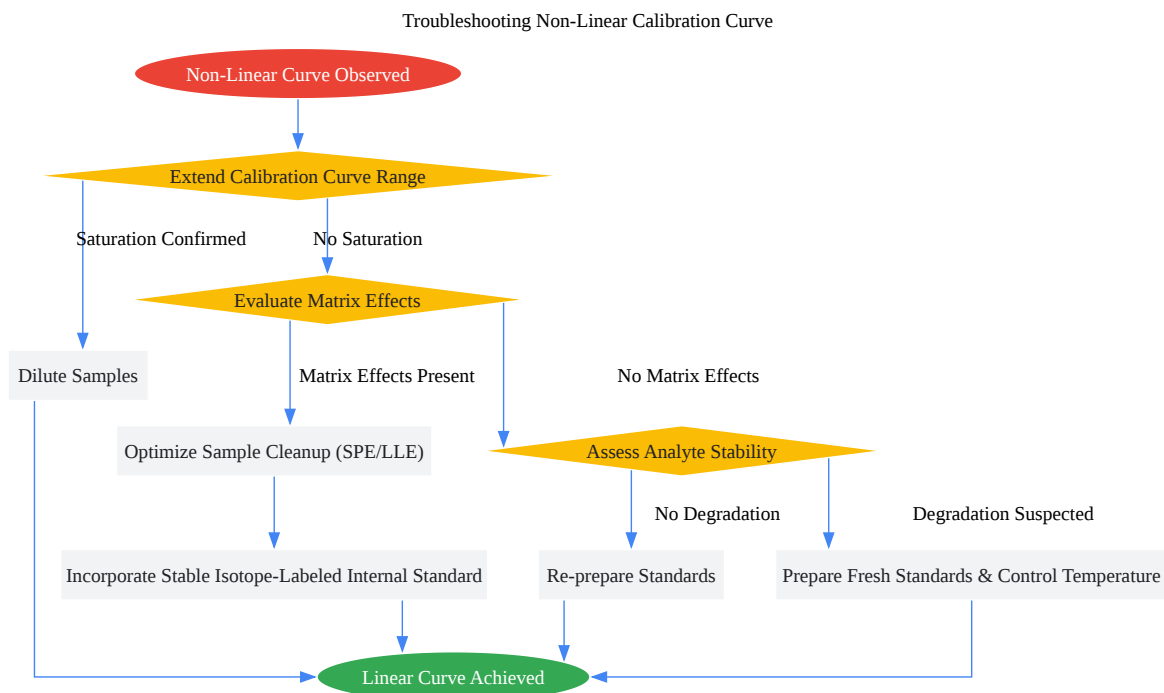 Troubleshooting Non-Linear Calibration Curve
Non-Linear Curve Observed
Extend Calibration Curve Range
Saturation Confirmed
No Saturation
Evaluate Matrix Effects
Dilute Samples
Matrix Effects Present
No Matrix Effects
Optimize Sample Cleanup (SPE/LLE)
Assess Analyte Stability
No Degradation
Degradation Suspected
Incorporate Stable Isotope-Labeled Internal Standard
Re-prepare Standards
Prepare Fresh Standards & Control Temperature
Linear Curve Achieved